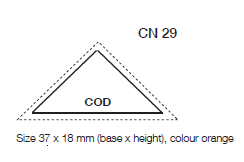 CN 29
COD
Size 37 x 18 mm (base x height), colour orange